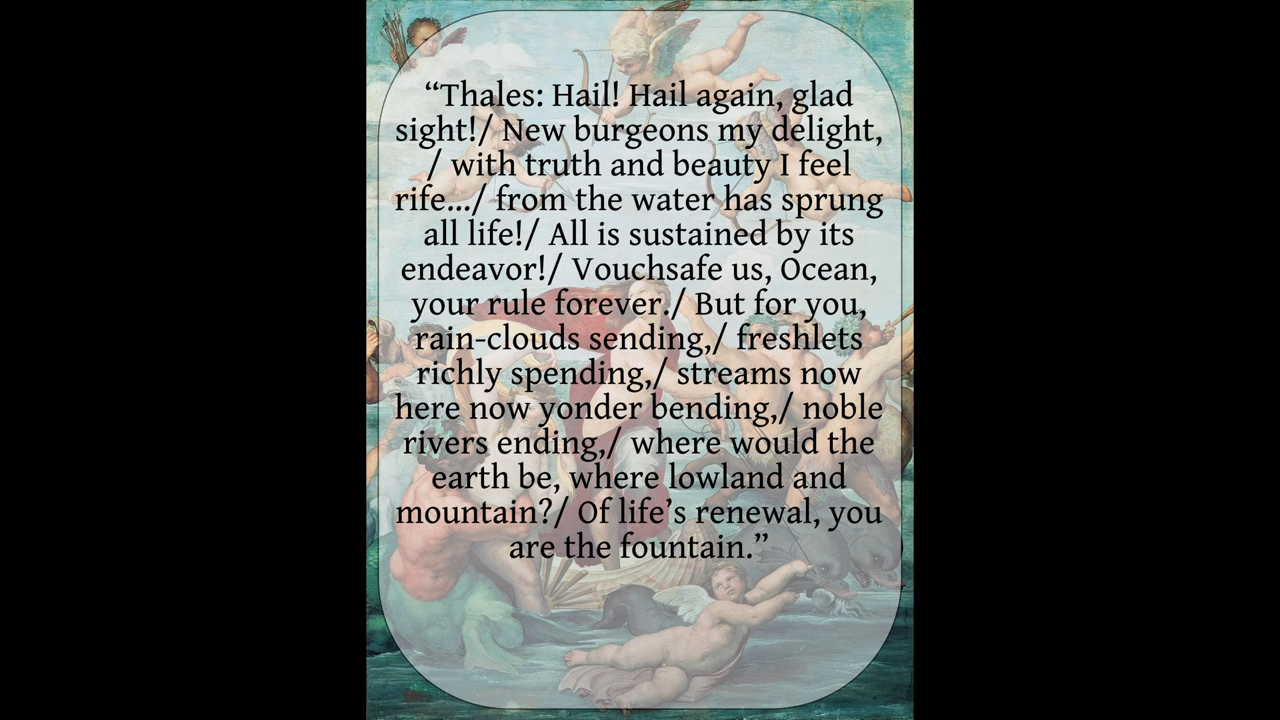 “Thales: Hail! Hail again, glad
sight!/ New burgeons my delight,
/ with truth and beauty I feel
rife.../ from the water has sprung
all life!/ All is sustained by its
endeavor!/ Vouchsafe us, Ocean,
your rule forever./ But for you,
rain-clouds sending,/ freshlets
richly spending,/ streams now
here now yonder bending,/ noble
rivers ending,/ where would the
earth be, where lowland and
mountain?/ Of life’s renewal, you
are the fountain.”